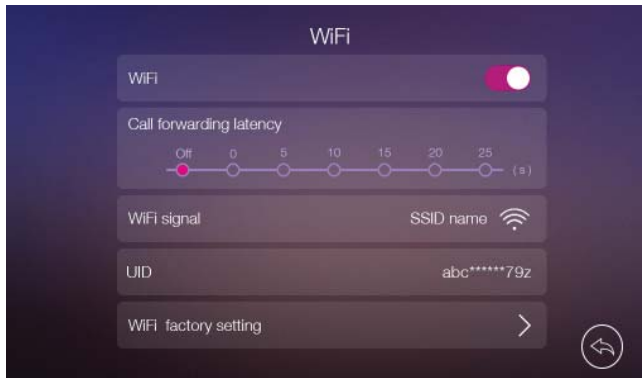 WiFi
WiFi
Call forwarding latency
Off 0 5 10 15 20 25 (s)
WiFi signal SSID name
UID abc******79z
WiFi factory setting